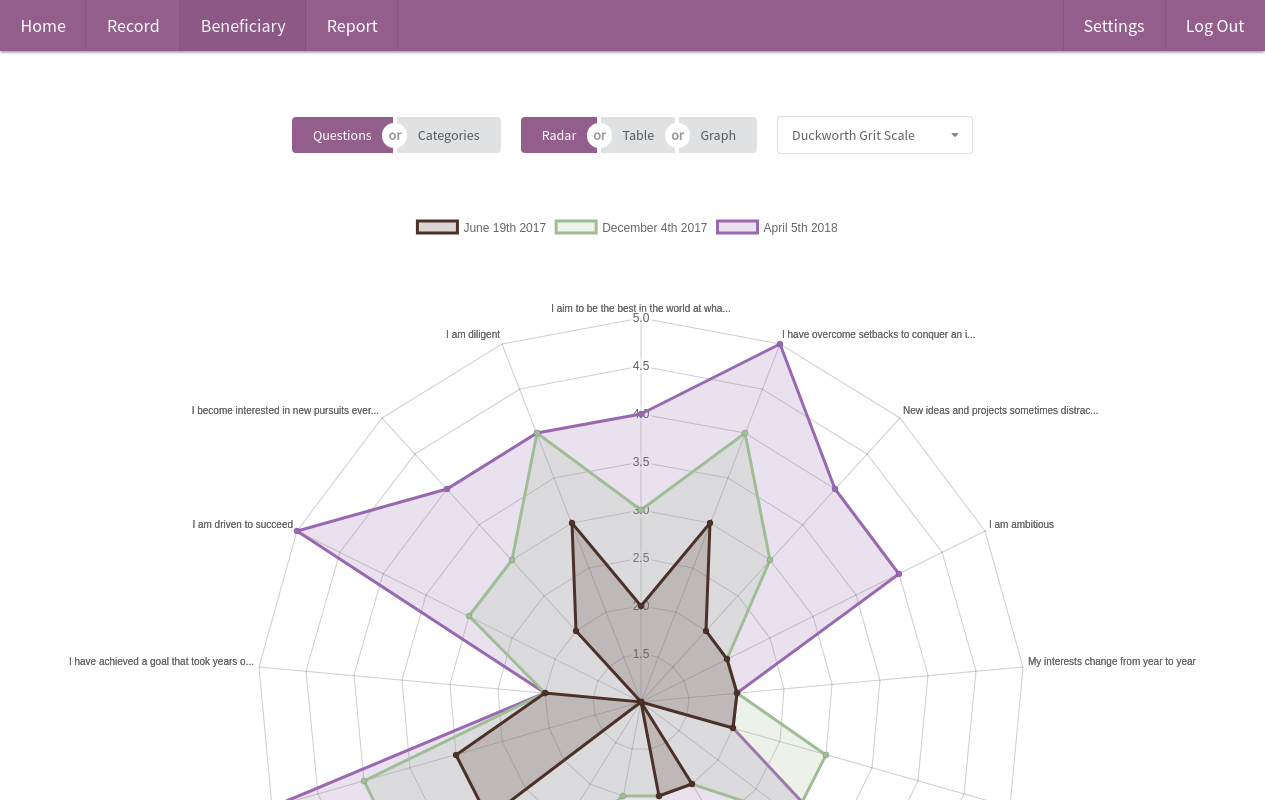 Home Record Beneficiary Report Settings Log Out
Questions or Categories Radar or Table or Graph Duckworth Grit Scale
June 19th 2017 December 4th 2017 April 5th 2018
I aim to be the best in the world at wha...
5.0
I am diligent I have overcome setbacks to conquer an i...
4.5
I become interested in new pursuits ever... 4.0 New ideas and projects sometimes distrac...
3.5
3.0
I am driven to succeed I am ambitious
2.5
2.0
1.5
I have achieved a goal that took years o... My interests change from year to year